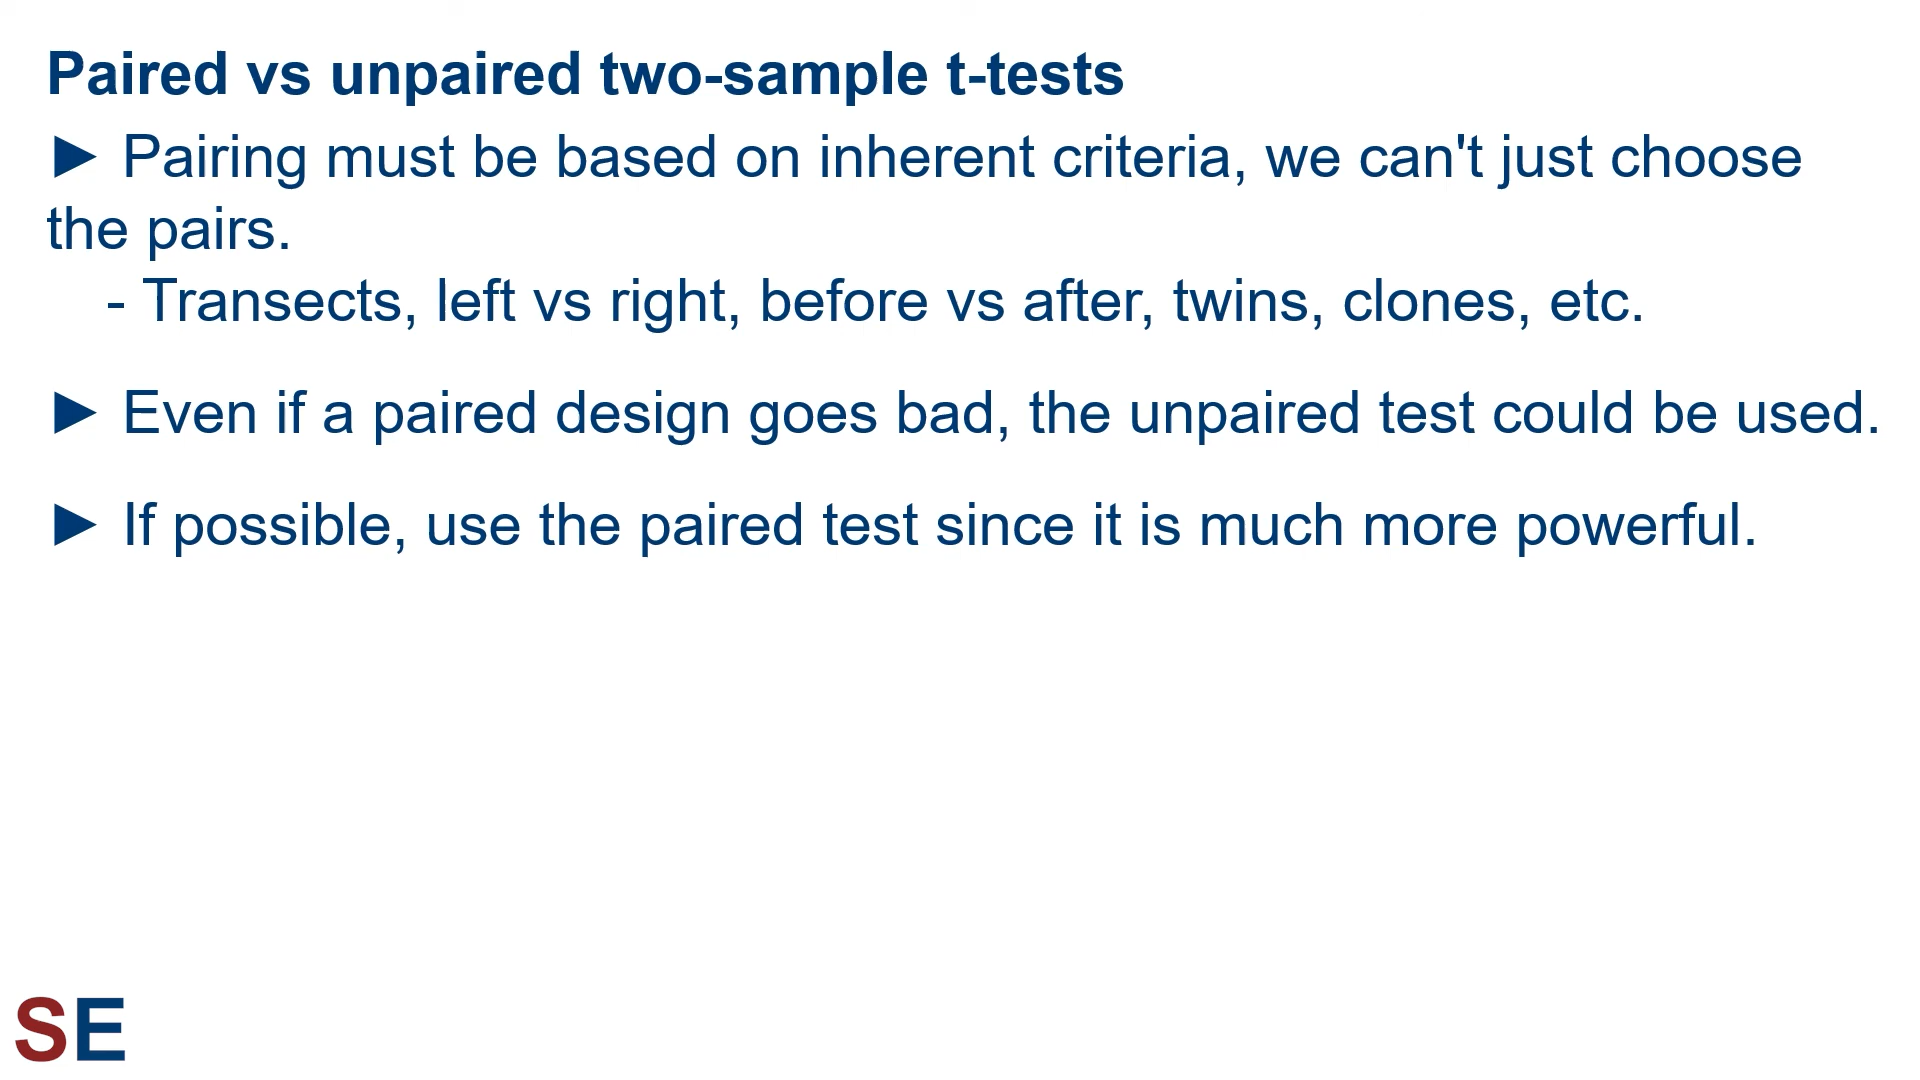 Paired vs unpaired two-sample t-tests
► Pairing must be based on inherent criteria, we can't just choose
the pairs.
- Transects, left vs right, before vs after, twins, clones, etc.
► Even if a paired design goes bad, the unpaired test could be used.
► If possible, use the paired test since it is much more powerful.
SE